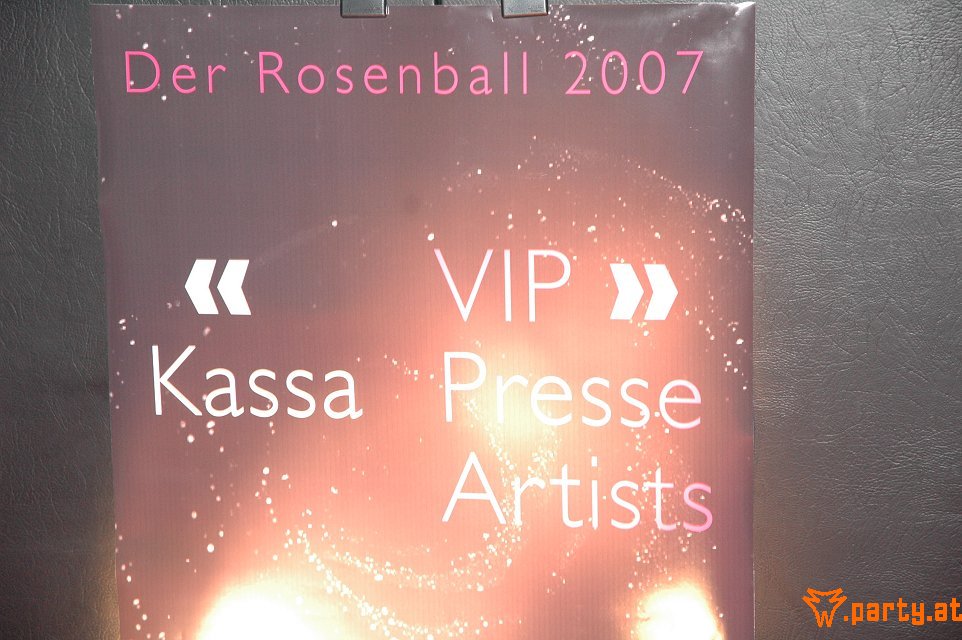 Der Rosenball 2007
« VIP »
Kassa Presse
Artists
w.party.at